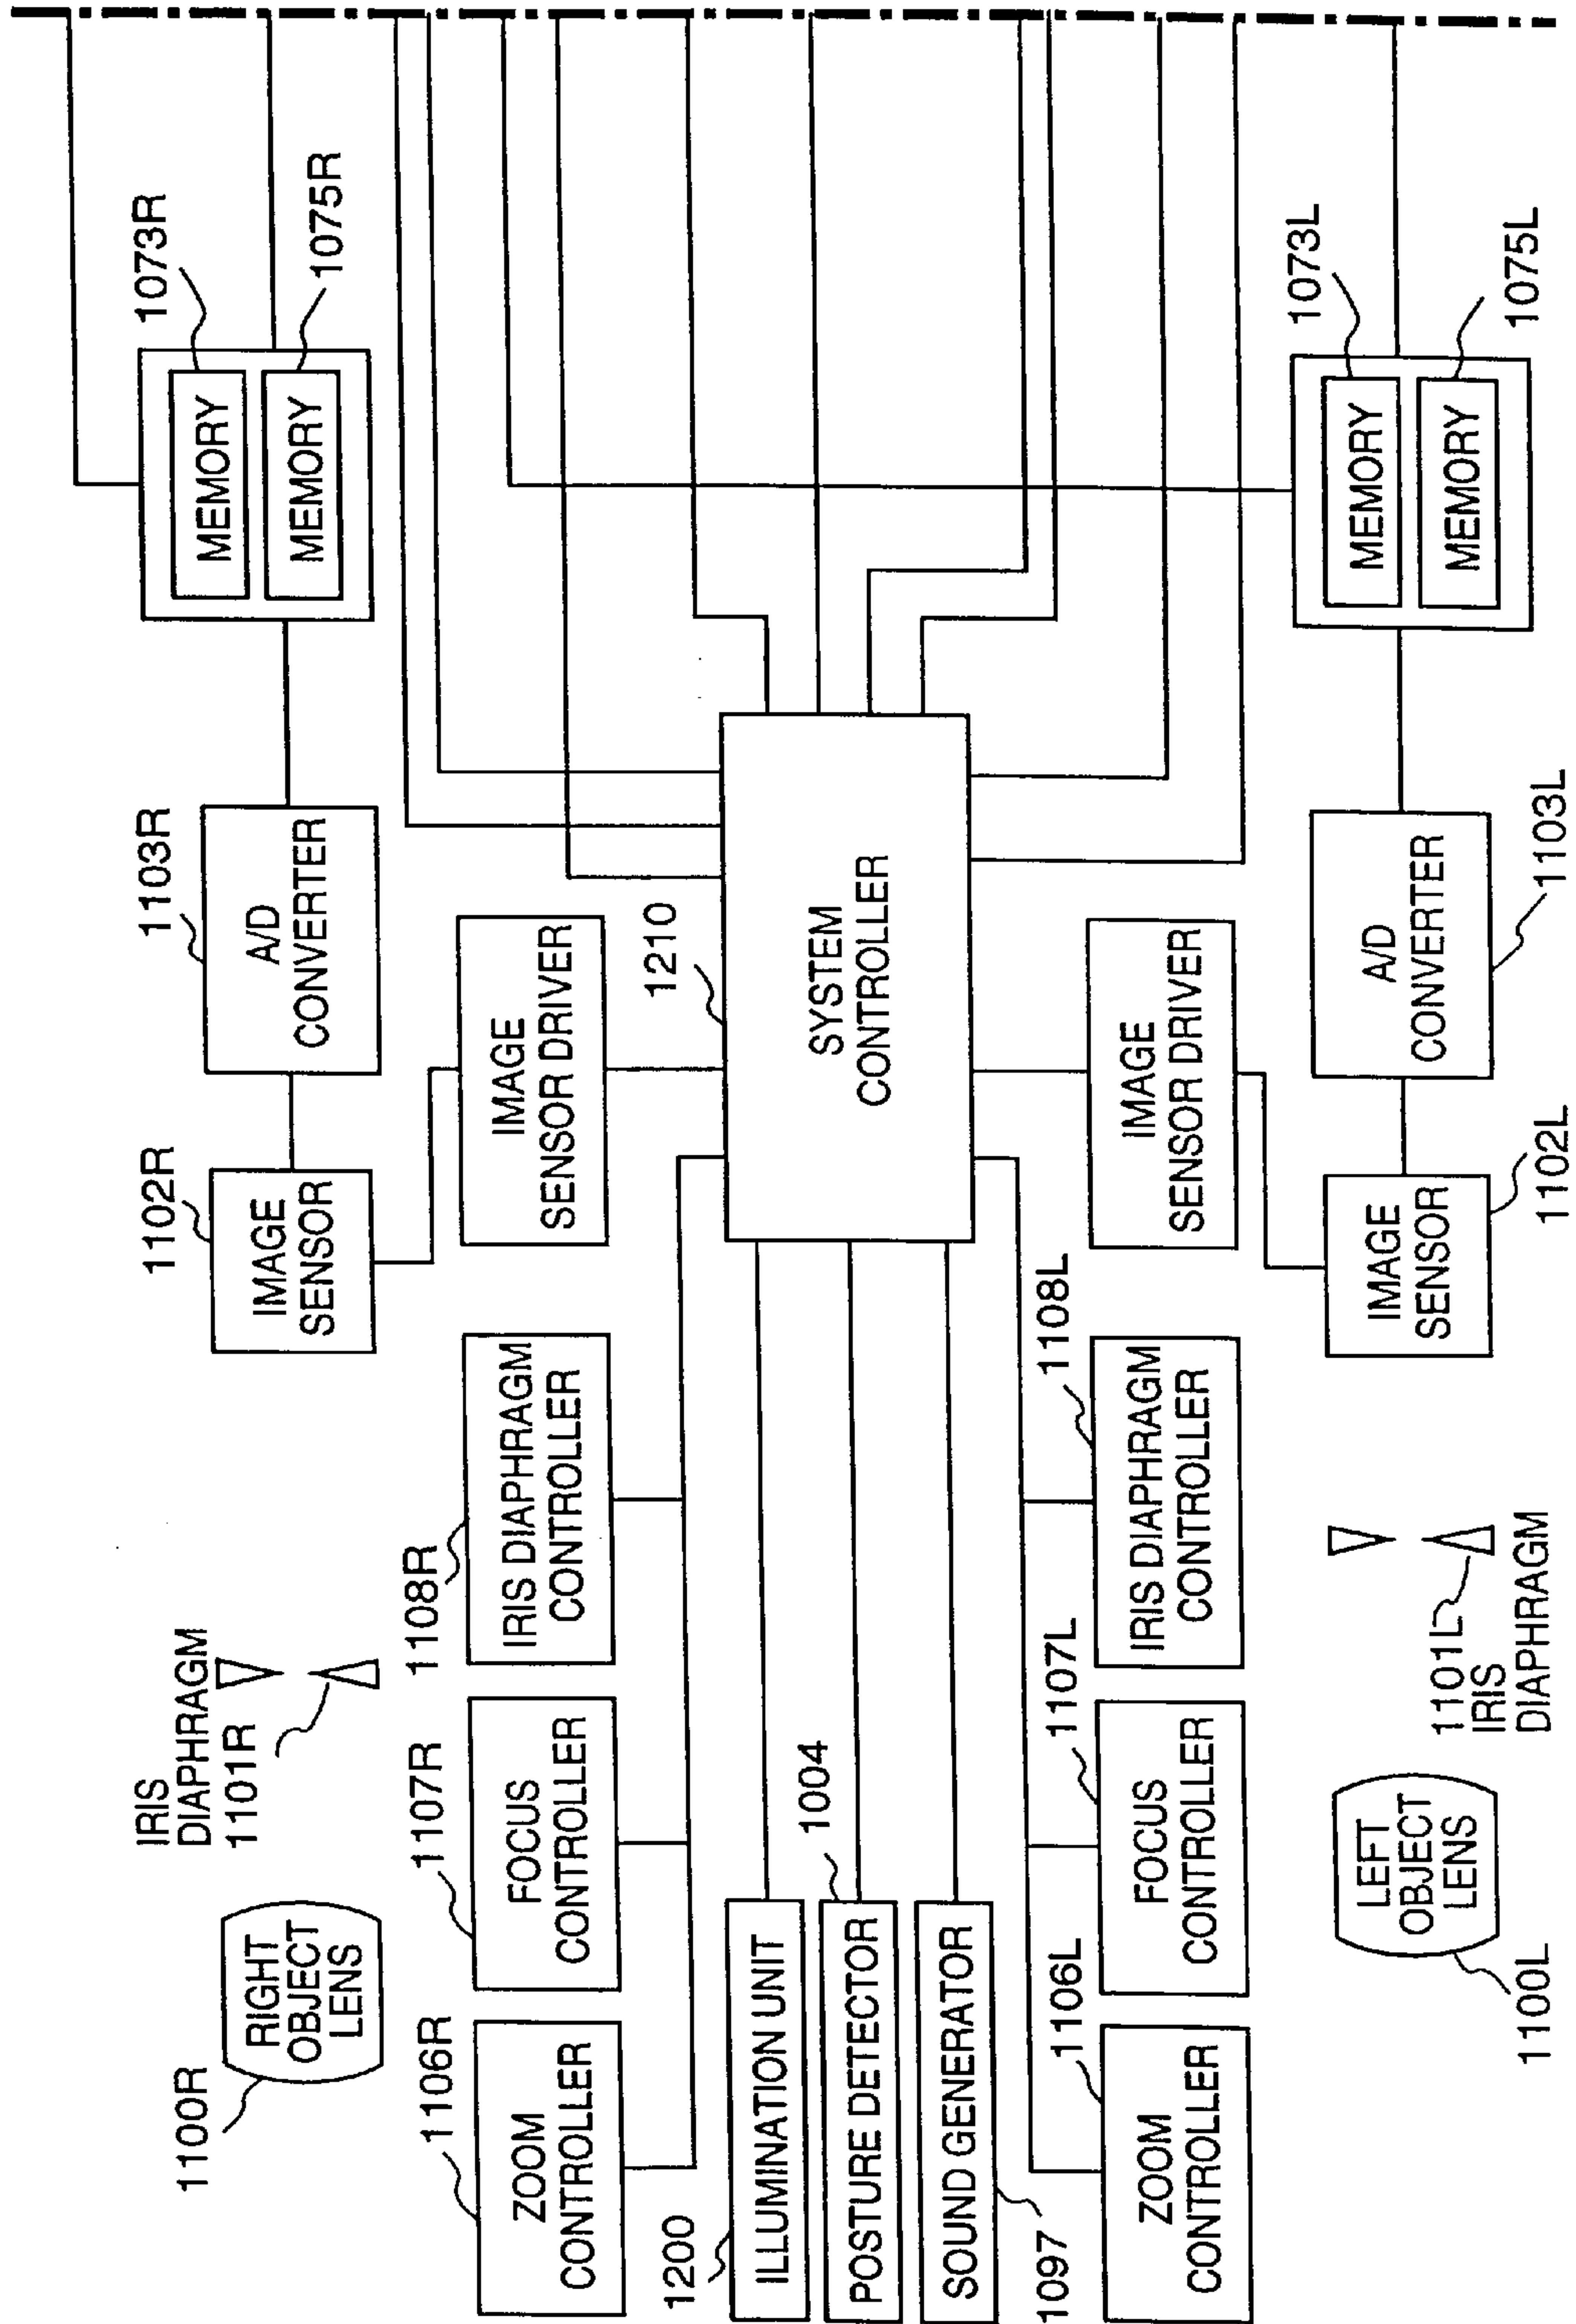 1100R
RIGHT
OBJECT
LENS
IRIS
DIAPHRAGM
1101R
1102R
IMAGE
SENSOR
1103R
A/D
CONVERTER
1073R
MEMORY
1075R
MEMORY
1106R
ZOOM
CONTROLLER
1107R
FOCUS
CONTROLLER
1108R
IRIS DIAPHRAGM
CONTROLLER
IMAGE
SENSOR DRIVER
1200
ILLUMINATION UNIT
1004
POSTURE DETECTOR
SOUND GENERATOR
1097
1210
SYSTEM
CONTROLLER
1106L
ZOOM
CONTROLLER
1107L
FOCUS
CONTROLLER
1108L
IRIS DIAPHRAGM
CONTROLLER
IMAGE
SENSOR DRIVER
LEFT
OBJECT
LENS
1100L
1101L
IRIS
DIAPHRAGM
IMAGE
SENSOR
1102L
A/D
CONVERTER
1103L
1073L
MEMORY
MEMORY
1075L